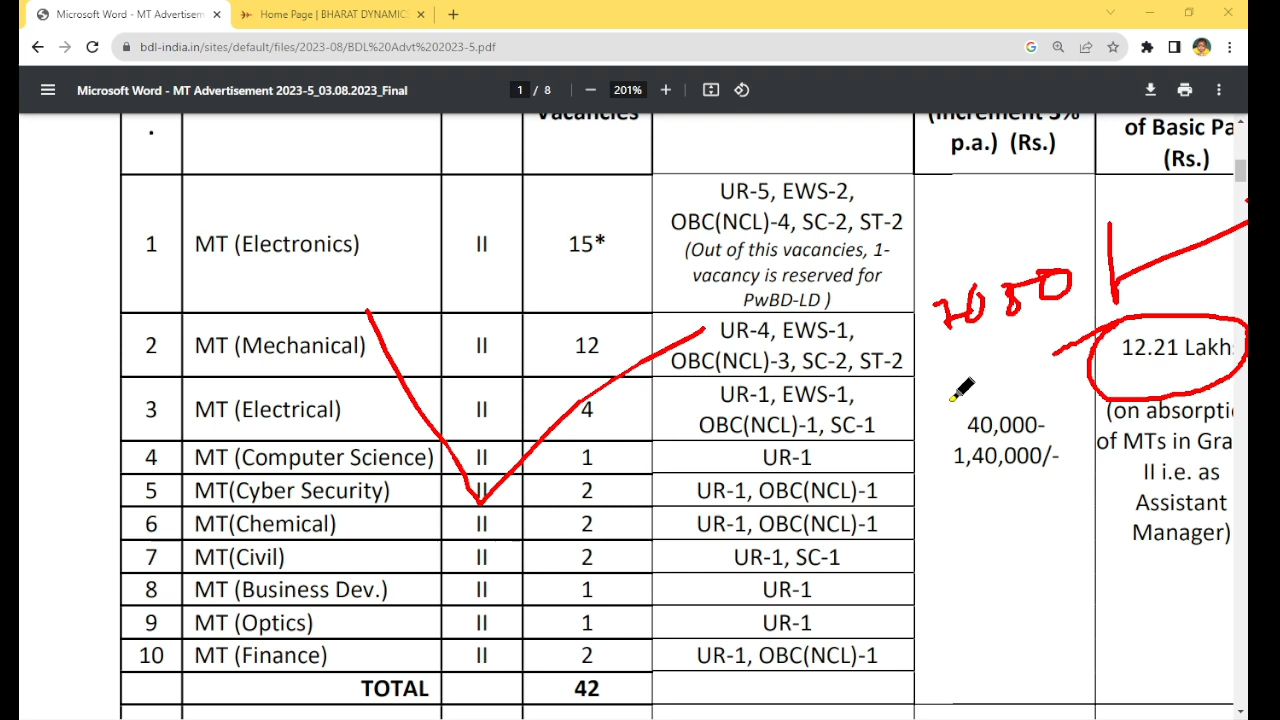 Microsoft Word - MT Advertisem
Home Page | BHARAT DYNAMICS
bdl-india.in/sites/default/files/2023-08/BDL%20Advt%202023-5.pdf
Microsoft Word - MT Advertisement 2023-5_03.08.2023_Final
1 / 8
201%
Vacancies
(Increment 3%
p.a.) (Rs.)
of Basic Pa
(Rs.)
.
1 MT (Electronics) II 15*
UR-5, EWS-2,
OBC(NCL)-4, SC-2, ST-2
(Out of this vacancies, 1-
vacancy is reserved for
PwBD-LD )
2 MT (Mechanical) II 12
UR-4, EWS-1,
OBC(NCL)-3, SC-2, ST-2
3 MT (Electrical) II 4
UR-1, EWS-1,
OBC(NCL)-1, SC-1
4 MT (Computer Science) II 1 UR-1
5 MT(Cyber Security) II 2 UR-1, OBC(NCL)-1
6 MT(Chemical) II 2 UR-1, OBC(NCL)-1
7 MT(Civil) II 2 UR-1, SC-1
8 MT (Business Dev.) II 1 UR-1
9 MT (Optics) II 1 UR-1
10 MT (Finance) II 2 UR-1, OBC(NCL)-1
TOTAL 42
40,000-
1,40,000/-
12.21 Lakh
(on absorpti
of MTs in Gra
II i.e. as
Assistant
Manager)